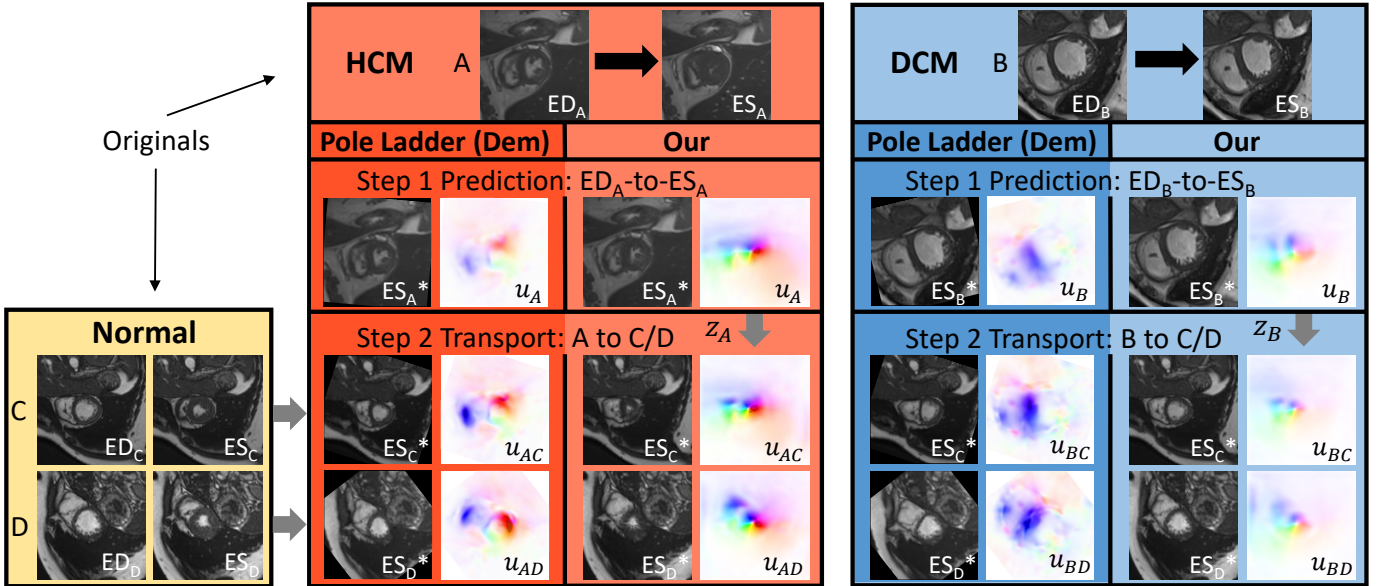 Originals
Normal
C
ED_C
ES_C
D
ED_D
ES_D
HCM A
ED_A
ES_A
Pole Ladder (Dem) Our
Step 1 Prediction: ED_A-to-ES_A
ES_A*
u_A
ES_A*
u_A
Step 2 Transport: A to C/D
z_A
ES_C*
u_AC
ES_C*
u_AC
ES_D*
u_AD
ES_D*
u_AD
DCM B
ED_B
ES_B
Pole Ladder (Dem) Our
Step 1 Prediction: ED_B-to-ES_B
ES_B*
u_B
ES_B*
u_B
Step 2 Transport: B to C/D
z_B
ES_C*
u_BC
ES_C*
u_BC
ES_D*
u_BD
ES_D*
u_BD